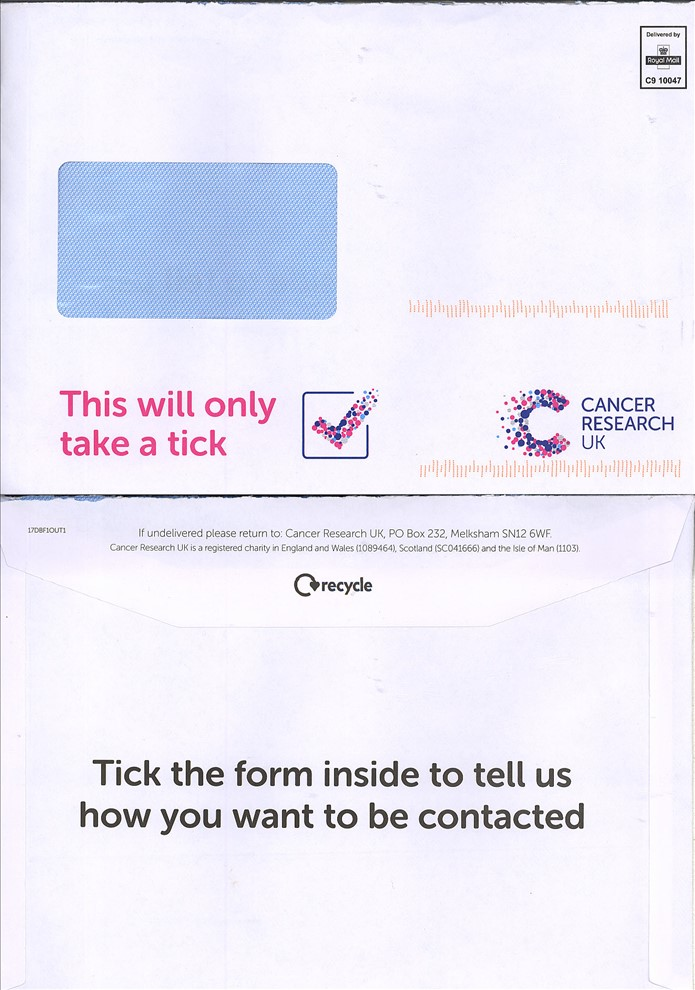 Delivered by
Royal Mail
C9 10047
This will only
take a tick
CANCER
RESEARCH
UK
17DBF1OUT1
If undelivered please return to: Cancer Research UK, PO Box 232, Melksham SN12 6WF.
Cancer Research UK is a registered charity in England and Wales (1089464), Scotland (SC041666) and the Isle of Man (1103).
recycle
Tick the form inside to tell us
how you want to be contacted